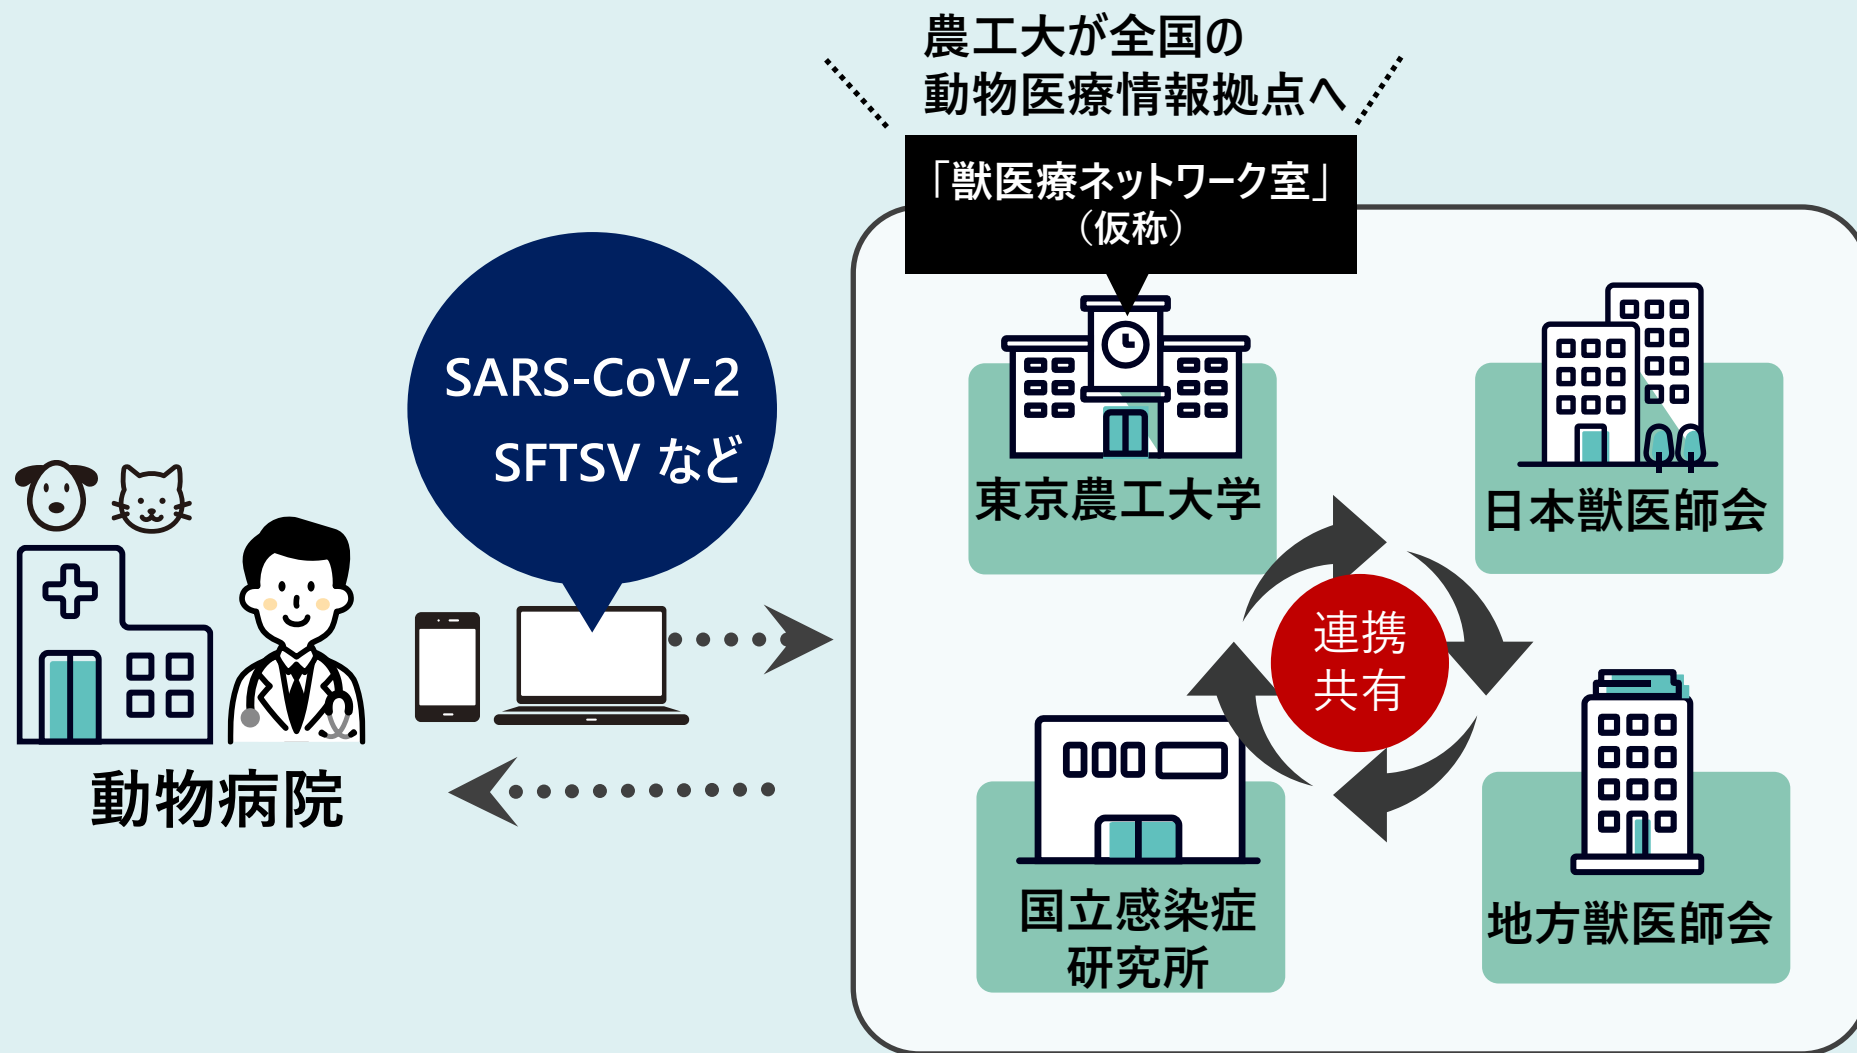 農工大が全国の
動物医療情報拠点へ
「獣医療ネットワーク室」
（仮称）
SARS-CoV-2
SFTSV など
動物病院
東京農工大学
日本獣医師会
連携
共有
国立感染症
研究所
地方獣医師会